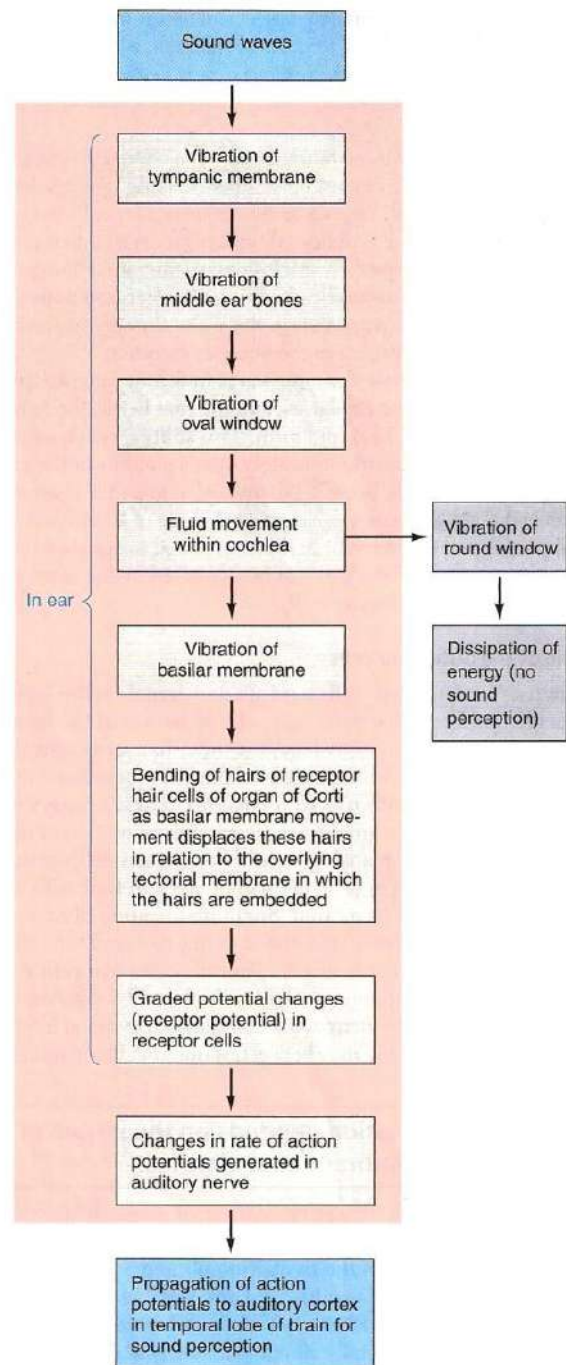 Sound waves
Vibration of
tympanic membrane
Vibration of
middle ear bones
Vibration of
oval window
Fluid movement
within cochlea
Vibration of
round window
In ear
Vibration of
basilar membrane
Dissipation of
energy (no
sound
perception)
Bending of hairs of receptor
hair cells of organ of Corti
as basilar membrane move-
ment displaces these hairs
in relation to the overlying
tectorial membrane in which
the hairs are embedded
Graded potential changes
(receptor potential) in
receptor cells
Changes in rate of action
potentials generated in
auditory nerve
Propagation of action
potentials to auditory cortex
in temporal lobe of brain for
sound perception